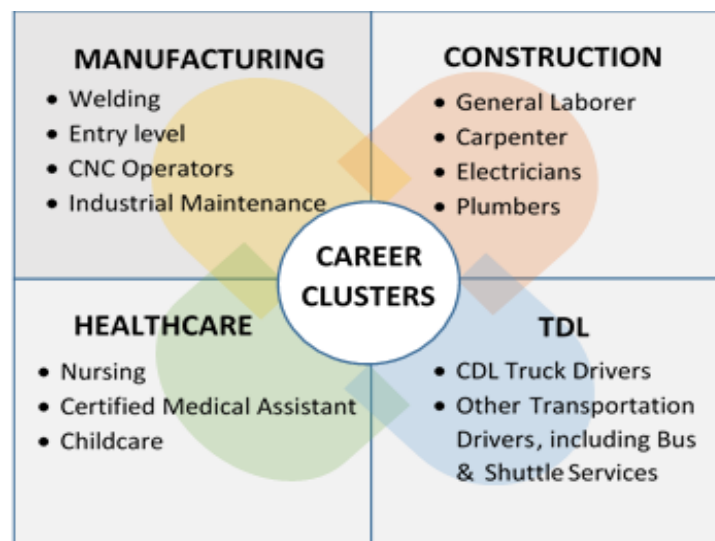 MANUFACTURING
• Welding
• Entry level
• CNC Operators
• Industrial Maintenance
CONSTRUCTION
• General Laborer
• Carpenter
• Electricians
• Plumbers
CAREER
CLUSTERS
HEALTHCARE
• Nursing
• Certified Medical Assistant
• Childcare
TDL
• CDL Truck Drivers
• Other Transportation
Drivers, including Bus
& Shuttle Services